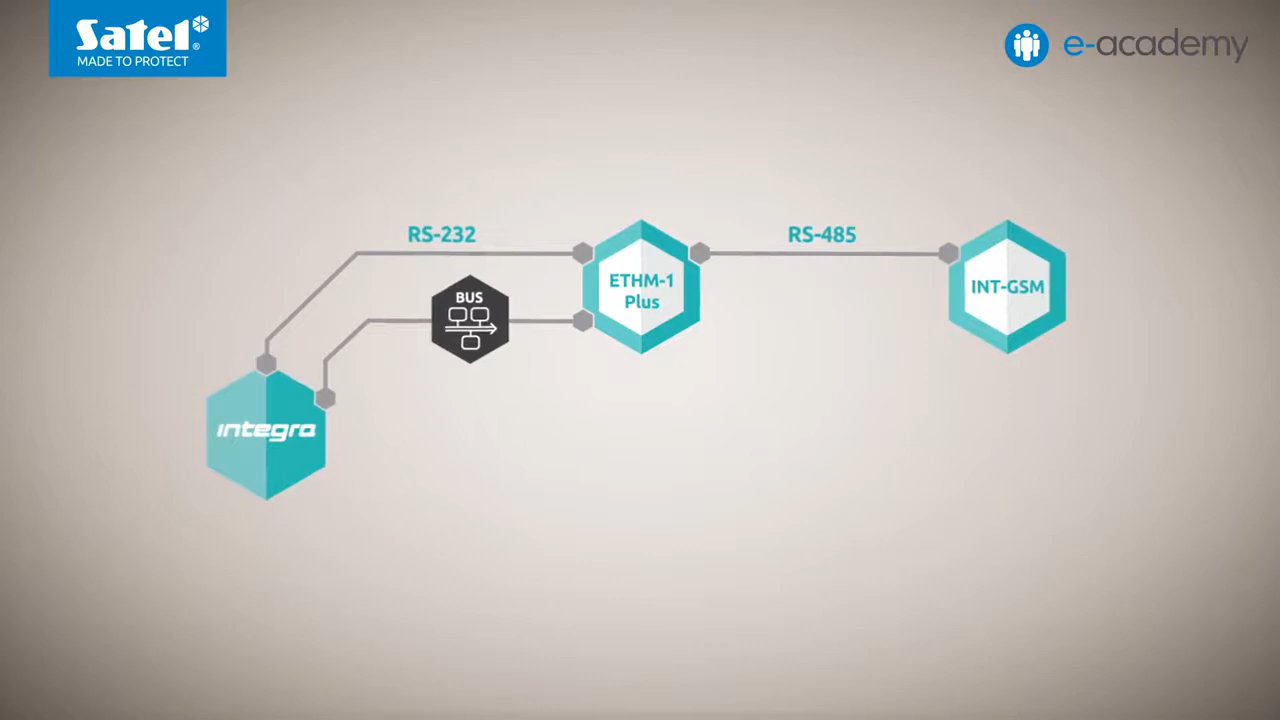 Satel®
MADE TO PROTECT
e-academy
RS-232
RS-485
BUS
ETHM-1
Plus
INT-GSM
integra